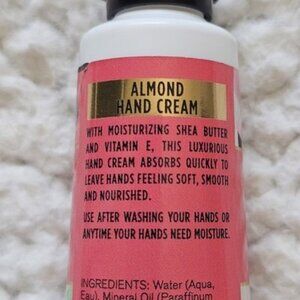 ALMOND
HAND CREAM
WITH MOISTURIZING SHEA BUTTER
AND VITAMIN E, THIS LUXURIOUS
HAND CREAM ABSORBS QUICKLY TO
LEAVE HANDS FEELING SOFT, SMOOTH
AND NOURISHED.
USE AFTER WASHING YOUR HANDS OR
ANYTIME YOUR HANDS NEED MOISTURE.
INGREDIENTS: Water (Aqua,
Eau), Mineral Oil (Paraffinum